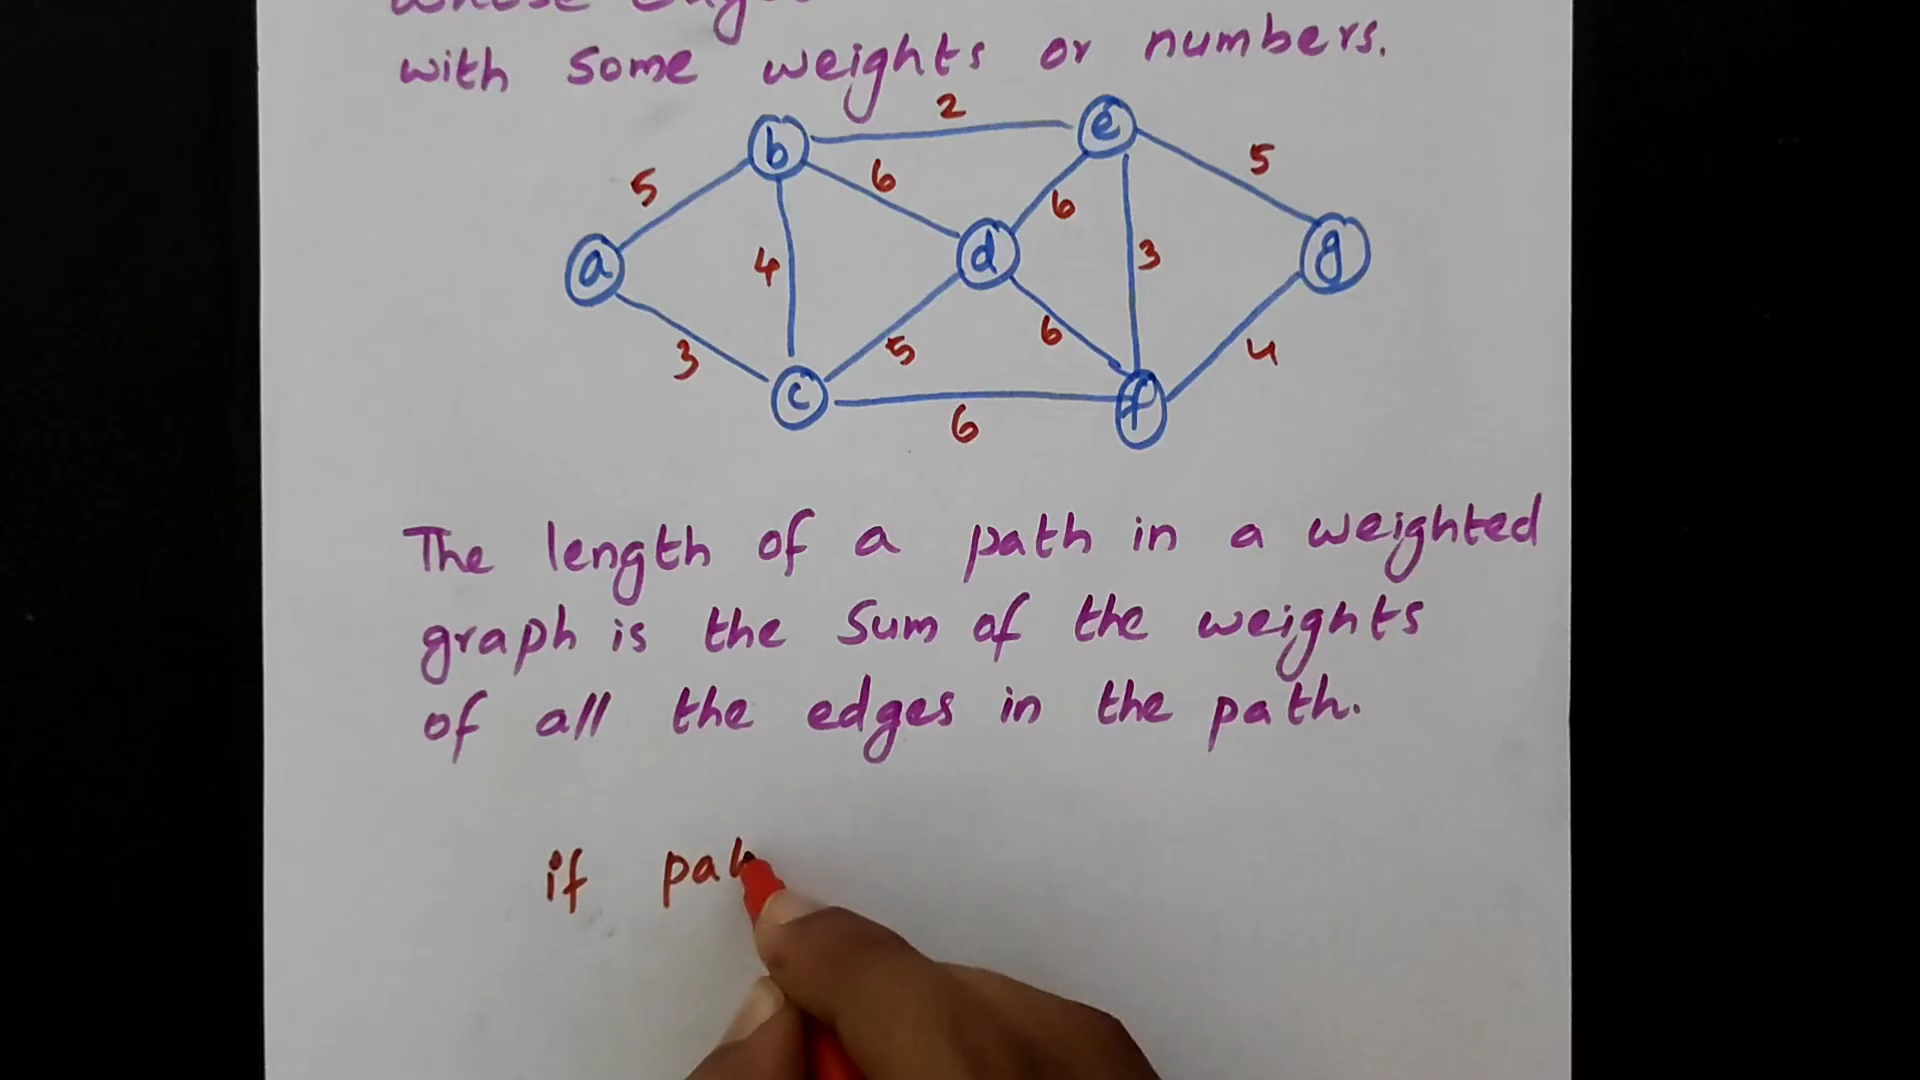 with some weights or numbers.
2
b e
5 6 5
6
a 4 d 3 g
3 5 6 4
c f
6
The length of a path in a weighted
graph is the sum of the weights
of all the edges in the path.
if